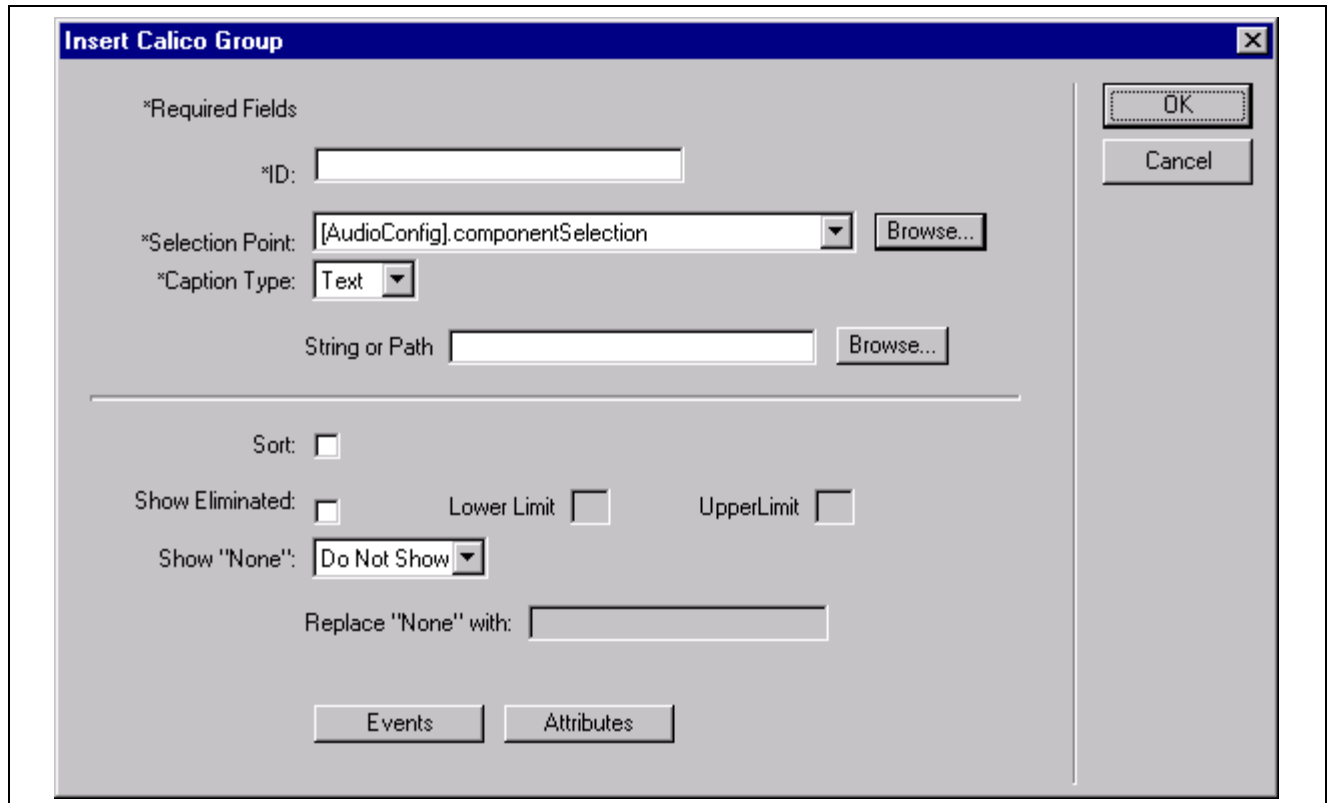 Insert Calico Group
*Required Fields
OK
Cancel
*ID:
*Selection Point: [AudioConfig].componentSelection Browse...
*Caption Type: Text
String or Path Browse...
Sort:
Show Eliminated: Lower Limit UpperLimit
Show "None": Do Not Show
Replace "None" with:
Events Attributes